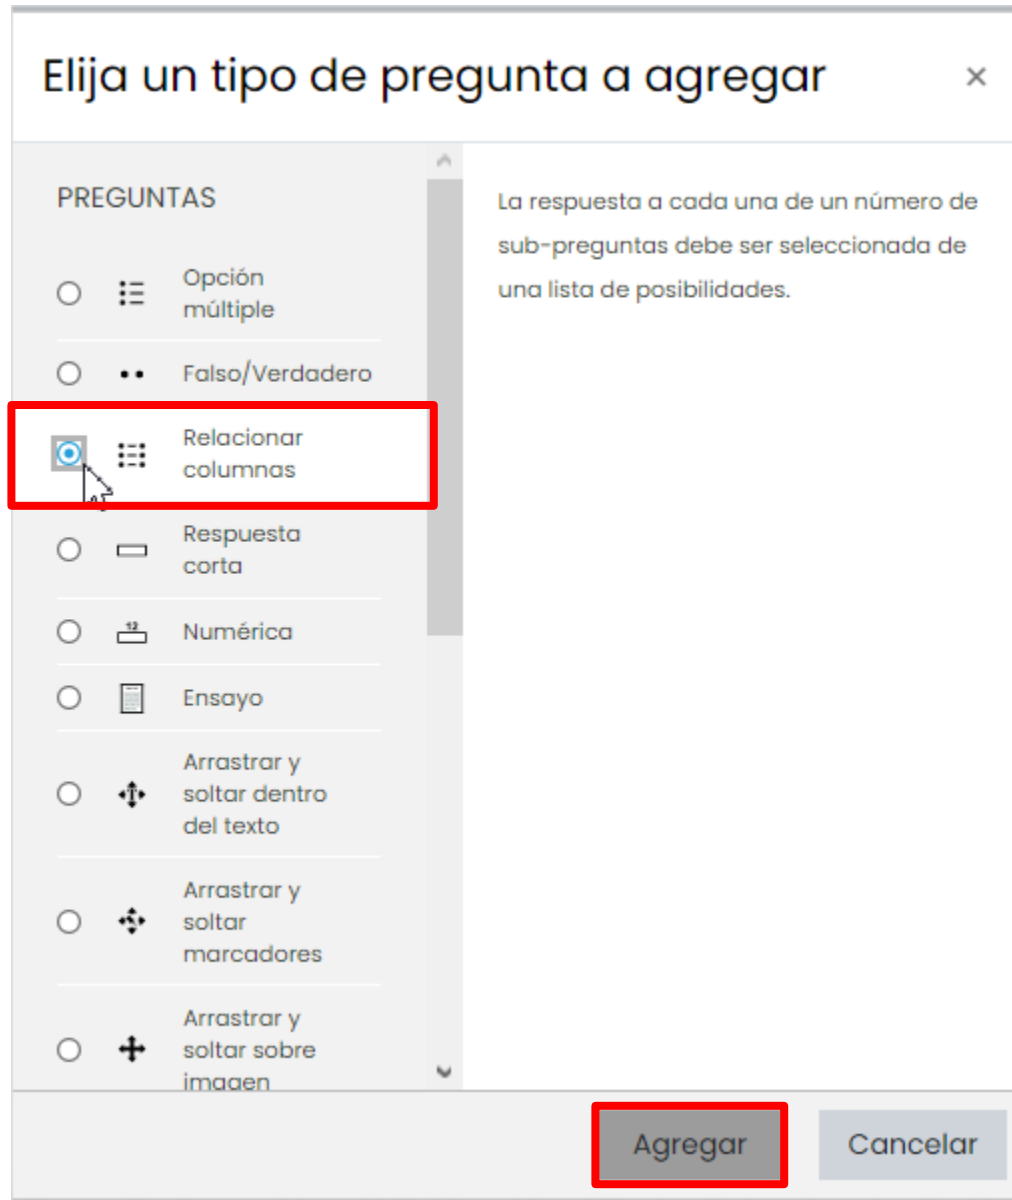 Elija un tipo de pregunta a agregar
×
PREGUNTAS
Opción
múltiple
Falso/Verdadero
Relacionar
columnas
Respuesta
corta
12
Numérica
Ensayo
Arrastrar y
soltar dentro
del texto
Arrastrar y
soltar
marcadores
Arrastrar y
soltar sobre
imagen
La respuesta a cada una de un número de
sub-preguntas debe ser seleccionada de
una lista de posibilidades.
Agregar
Cancelar